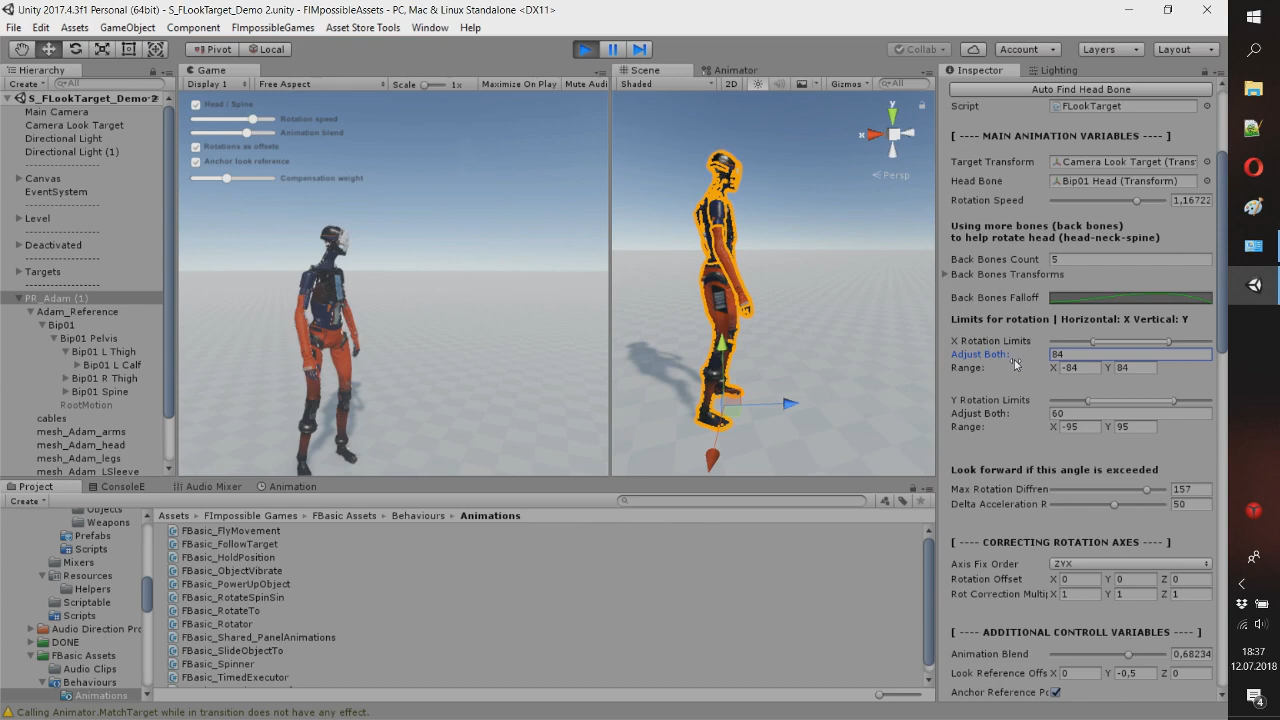 Unity 2017.4.3f1 (64bit) - S_FLookTarget_Demo 2.unity - FImpossibleAssets - PC, Mac & Linux Standalone <DX11>
File Edit Assets GameObject Component FImpossibleGames Asset Store Tools Window Help
Pivot Local Collab Account Layers Layout
Hierarchy
Create All
S_FLookTarget_Demo 2
Main Camera
Camera Look Target
Directional Light
Directional Light (1)
----------------
Canvas
EventSystem
----------------
Level
----------------
Deactivated
----------------
Targets
----------------
PR_Adam (1)
Adam_Reference
Bip01
Bip01 Pelvis
Bip01 L Thigh
Bip01 L Calf
Bip01 R Thigh
Bip01 Spine
RootMotion
cables
mesh_Adam_arms
mesh_Adam_head
mesh_Adam_legs
mesh_Adam_LSleeve
Game
Display 1 Free Aspect Scale 1x Maximize On Play Mute Audi
Head / Spine
Rotation speed
Animation blend
Rotations as offsets
Anchor look reference
Compensation weight
Scene Animator
Shaded 2D Gizmos All
y
x
Persp
Inspector Lighting
Auto Find Head Bone
Script FLookTarget
[ ---- MAIN ANIMATION VARIABLES ---- ]
Target Transform Camera Look Target (Trans
Head Bone Bip01 Head (Transform)
Rotation Speed 1,16722
Using more bones (back bones)
to help rotate head (head-neck-spine)
Back Bones Count 5
Back Bones Transforms
Back Bones Falloff
Limits for rotation | Horizontal: X Vertical: Y
X Rotation Limits
Adjust Both: 84
Range: X -84 Y 84
Y Rotation Limits
Adjust Both: 60
Range: X -95 Y 95
Look forward if this angle is exceeded
Max Rotation Diffren 157
Delta Acceleration R 50
[ ---- CORRECTING ROTATION AXES ---- ]
Axis Fix Order ZYX
Rotation Offset X 0 Y 0 Z 0
Rot Correction Multi X 1 Y 1 Z 1
[ ---- ADDITIONAL CONTROLL VARIABLES ---- ]
Animation Blend 0,68234
Look Reference Offs X 0 Y -0,5 Z 0
Anchor Reference Po
Project ConsoleE Audio Mixer Animation
Create
Objects
Weapons
Prefabs
Scripts
Mixers
Resources
Helpers
Scriptable
Scripts
Audio Direction Pro
DONE
FBasic Assets
Audio Clips
Behaviours
Animations
Assets FImpossible Games FBasic Assets Behaviours Animations
FBasic_FlyMovement
FBasic_FollowTarget
FBasic_HoldPosition
FBasic_ObjectVibrate
FBasic_PowerUpObject
FBasic_RotateSpinSin
FBasic_RotateTo
FBasic_Rotator
FBasic_Shared_PanelAnimations
FBasic_SlideObjectTo
FBasic_Spinner
FBasic_TimedExecutor
Calling Animator.MatchTarget while in transition does not have any effect.
18:37
12.07.2018
4